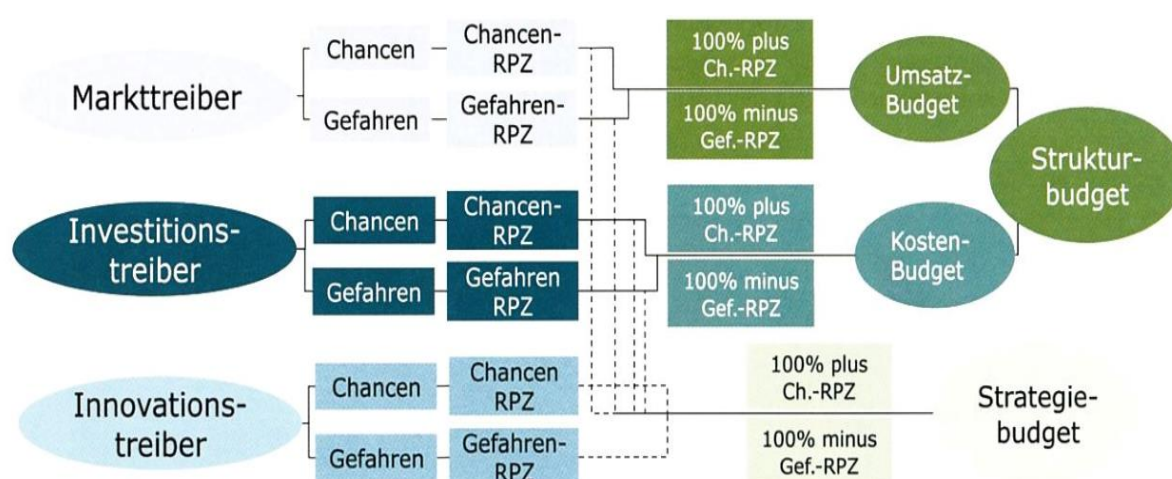 Markttreiber
Chancen
Chancen-
RPZ
Gefahren
Gefahren-
RPZ
100% plus
Ch.-RPZ
100% minus
Gef.-RPZ
Umsatz-
Budget
Struktur-
budget
Investitions-
treiber
Chancen
Chancen-
RPZ
Gefahren
Gefahren
RPZ
100% plus
Ch.-RPZ
100% minus
Gef.-RPZ
Kosten-
Budget
Innovations-
treiber
Chancen
Chancen
RPZ
Gefahren
Gefahren-
RPZ
100% plus
Ch.-RPZ
100% minus
Gef.-RPZ
Strategie-
budget